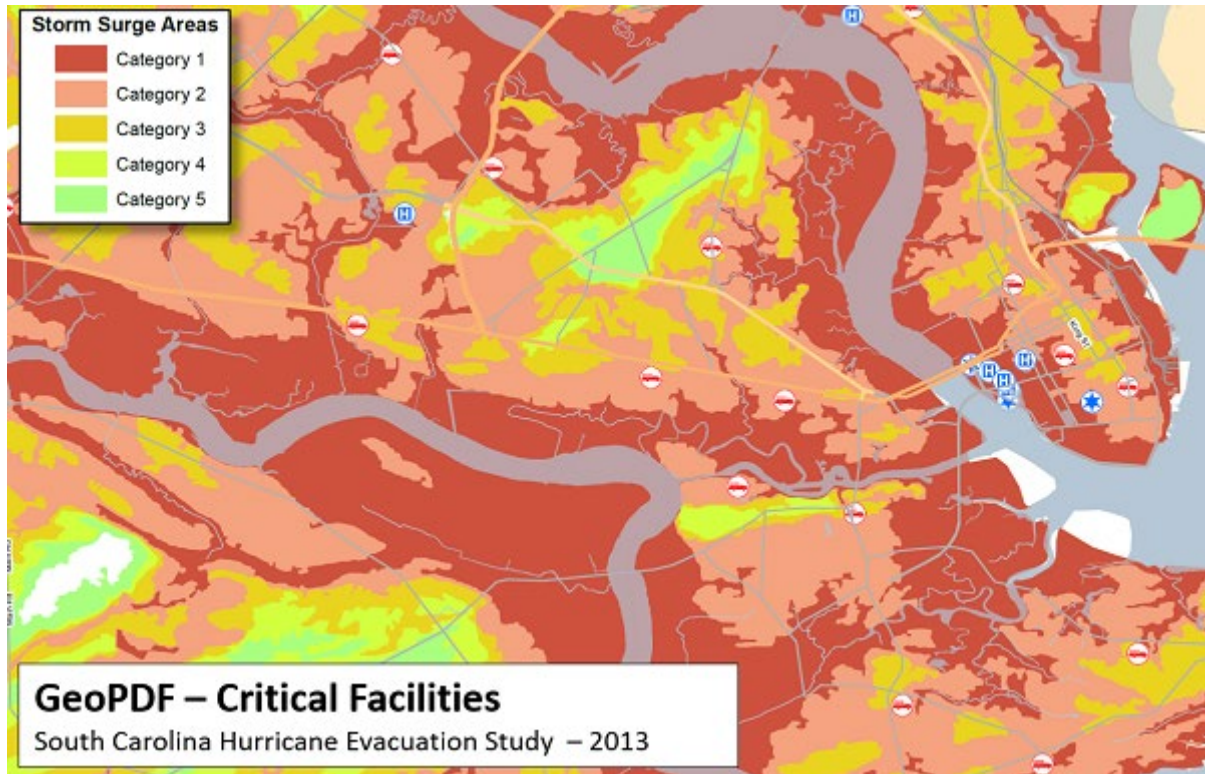 Storm Surge Areas
Category 1
Category 2
Category 3
Category 4
Category 5
H
H
King St
H
H
H
GeoPDF – Critical Facilities
South Carolina Hurricane Evacuation Study – 2013